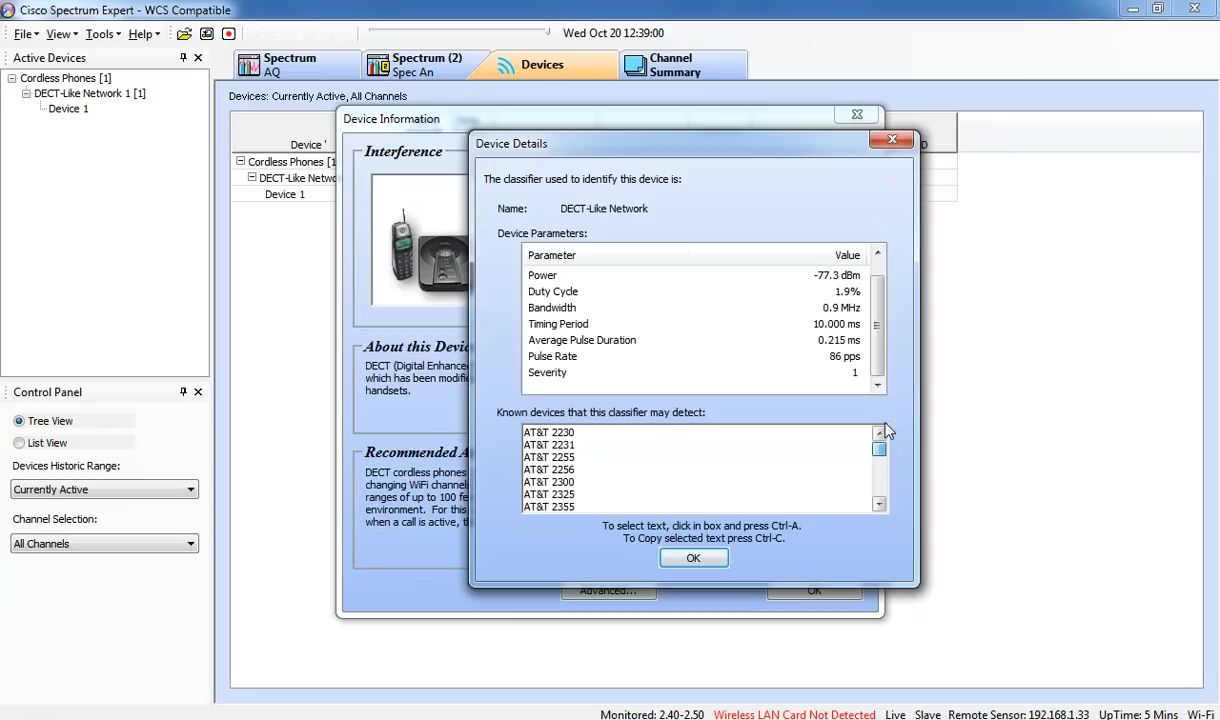 Cisco Spectrum Expert - WCS Compatible
File View Tools Help
Wed Oct 20 12:39:00
Active Devices
Cordless Phones [1]
DECT-Like Network 1 [1]
Device 1
Spectrum
AQ
Spectrum (2)
Spec An
Devices
Channel
Summary
Devices: Currently Active, All Channels
Device '
Cordless Phones [1
DECT-Like Netwo
Device 1
D
Device Information
Interference
About this Devic
DECT (Digital Enhance
which has been modifie
handsets.
Recommended A
DECT cordless phones
changing WiFi channels
ranges of up to 100 fe
environment. For this
when a call is active, th
Advanced...
OK
Device Details
The classifier used to identify this device is:
Name: DECT-Like Network
Device Parameters:
Parameter Value
Power -77.3 dBm
Duty Cycle 1.9%
Bandwidth 0.9 MHz
Timing Period 10.000 ms
Average Pulse Duration 0.215 ms
Pulse Rate 86 pps
Severity 1
Known devices that this classifier may detect:
AT&T 2230
AT&T 2231
AT&T 2255
AT&T 2256
AT&T 2300
AT&T 2325
AT&T 2355
To select text, click in box and press Ctrl-A.
To Copy selected text press Ctrl-C.
OK
Control Panel
Tree View
List View
Devices Historic Range:
Currently Active
Channel Selection:
All Channels
Monitored: 2.40-2.50 Wireless LAN Card Not Detected Live Slave Remote Sensor: 192.168.1.33 UpTime: 5 Mins Wi-Fi